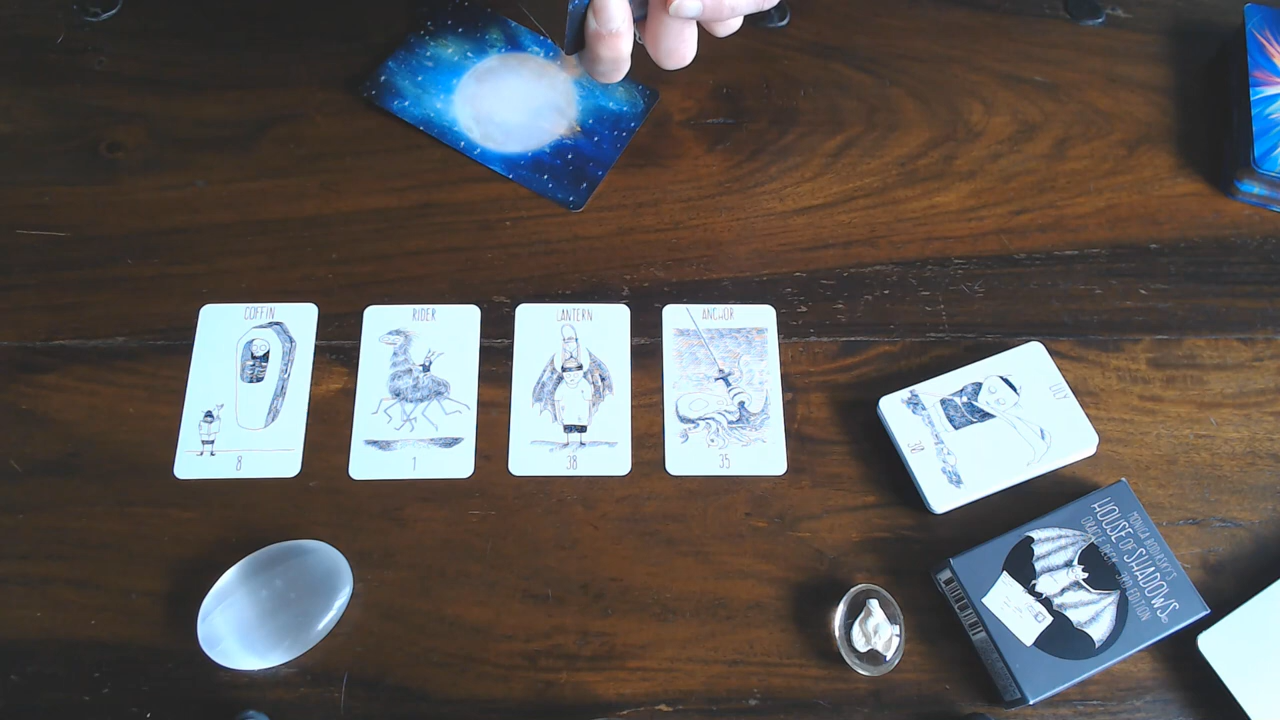 COFFIN
8
RIDER
1
LANTERN
38
ANCHOR
35
LILY
30
MONICA BODIRSKY'S
HOUSE OF SHADOWS
ORACLE DECK 3RD EDITION